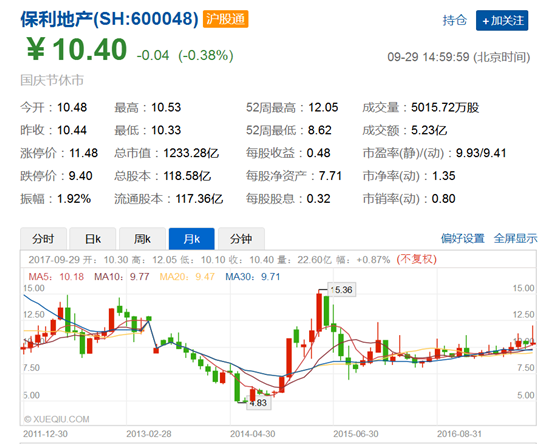 保利地产(SH:600048) 沪股通 持仓 +加关注
¥10.40 -0.04 (-0.38%) 09-29 14:59:59 (北京时间)
国庆节休市
今开：10.48 最高：10.53 52周最高：12.05 成交量：5015.72万股
昨收：10.44 最低：10.33 52周最低：8.62 成交额：5.23亿
涨停价：11.48 总市值：1233.28亿 每股收益：0.48 市盈率(静)/(动)：9.93/9.41
跌停价：9.40 总股本：118.58亿 每股净资产：7.71 市净率(动)：1.35
振幅：1.92% 流通股本：117.36亿 每股股息：0.32 市销率(动)：0.80
分时 日k 周k 月k 分钟 偏好设置 全屏显示
2017-09-29 开：10.30 高：12.05 低：10.10 收：10.40 量：22.60亿 幅：+0.87% (不复权)
MA5：10.18 MA10：9.77 MA20：9.47 MA30：9.71
15.00 15.36 15.00
12.50 12.50
10.00
7.50 7.50
5.00 4.83 5.00
© XUEQIU.COM
2011-12-30 2013-02-28 2014-04-30 2015-06-30 2016-08-31